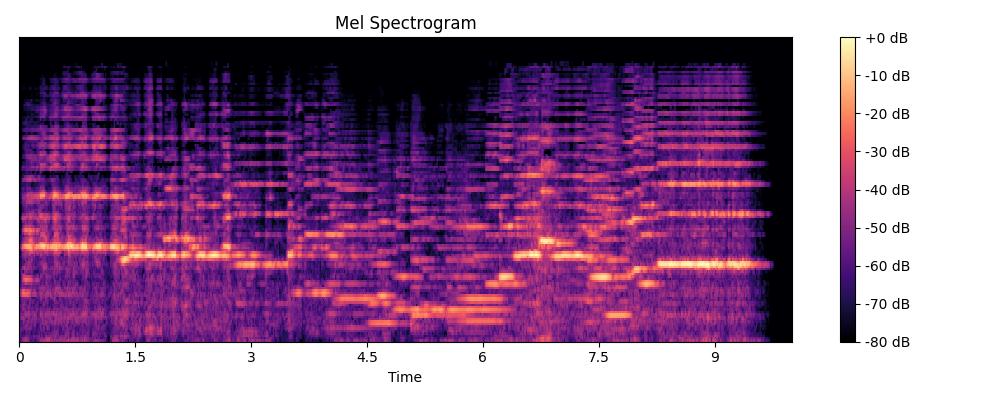 Mel Spectrogram
+0 dB
-10 dB
-20 dB
-30 dB
-40 dB
-50 dB
-60 dB
-70 dB
-80 dB
0 1.5 3 4.5 6 7.5 9
Time